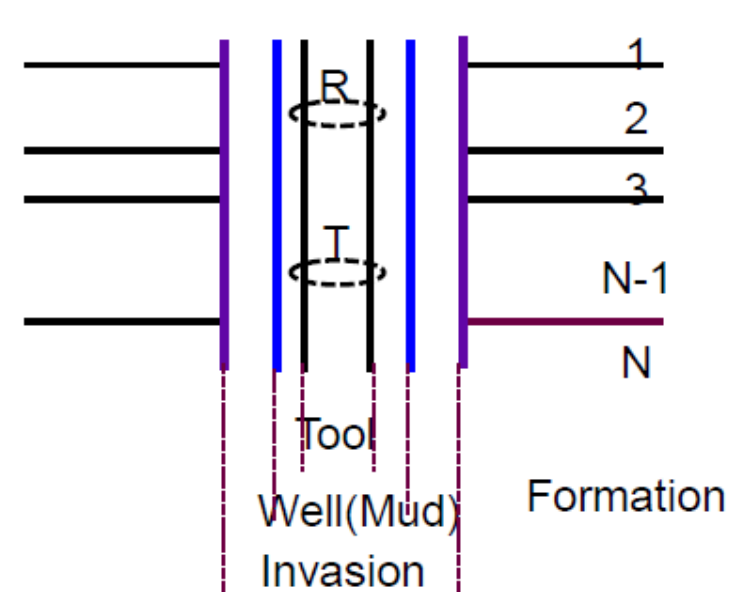 1
R
2
3
T
N-1
N
Tool
Formation
Well(Mud)
Invasion